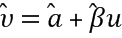 υ̂ = â + β̂u